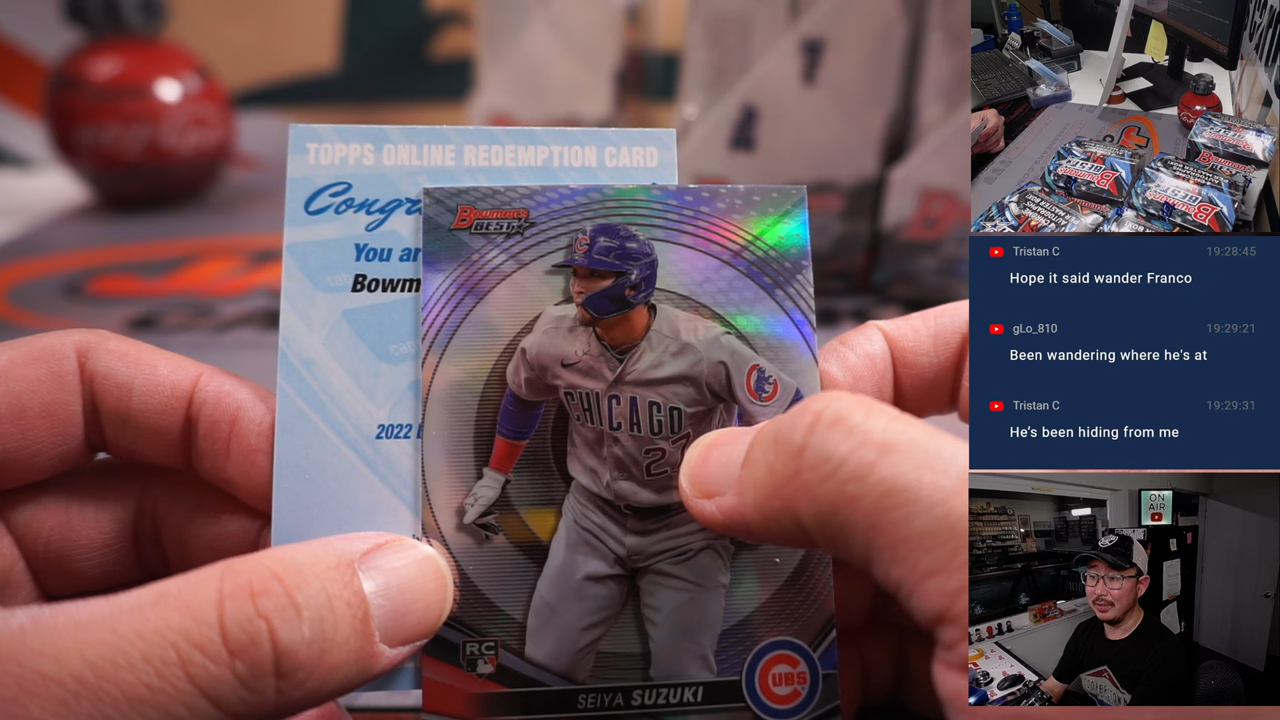 TOPPS ONLINE REDEMPTION CARD
Congr
You ar
Bowm
2022
Bowman's
BEST
C
CHICAGO
27
RC
SEIYA SUZUKI
CUBS
Tristan C 19:28:45
Hope it said wander Franco
gLo_810 19:29:21
Been wandering where he's at
Tristan C 19:29:31
He's been hiding from me
ON
AIR